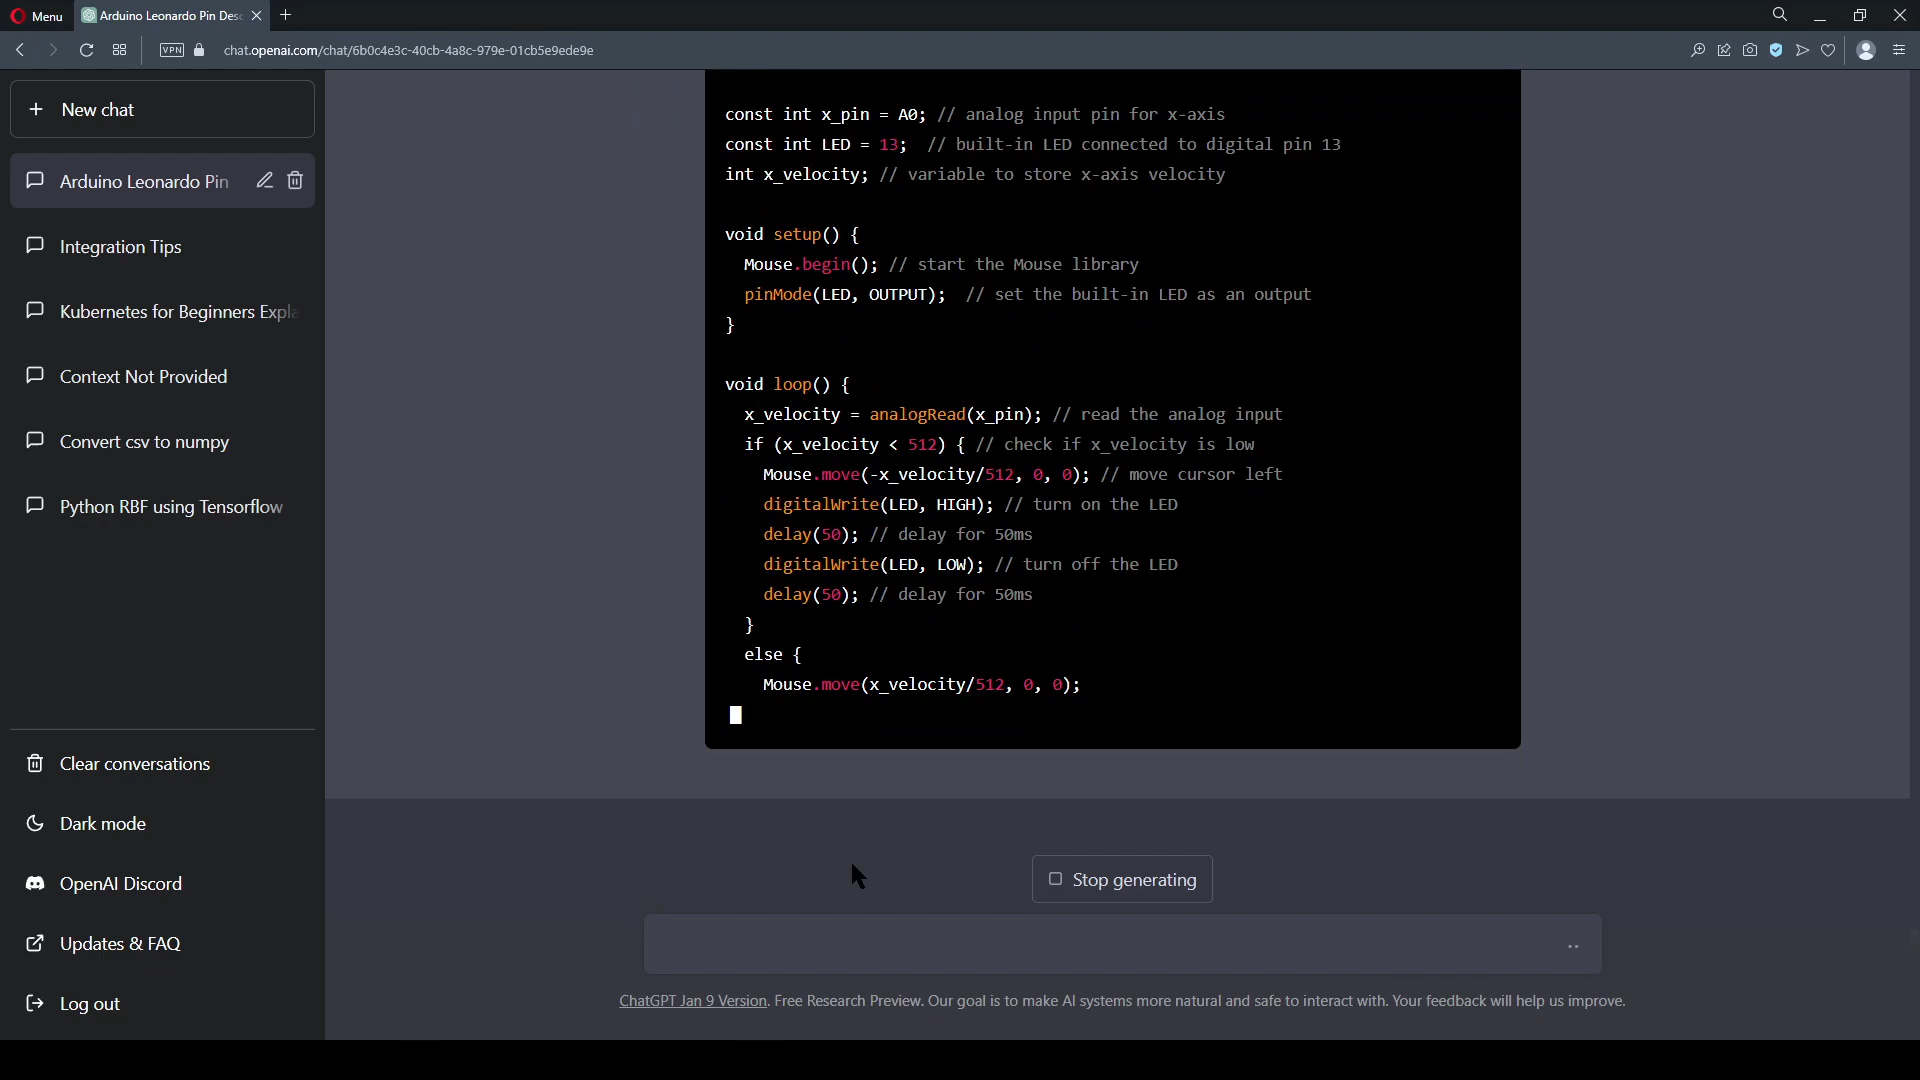 Menu
Arduino Leonardo Pin Desc
VPN
chat.openai.com/chat/6b0c4e3c-40cb-4a8c-979e-01cb5e9ede9e
New chat
Arduino Leonardo Pin
Integration Tips
Kubernetes for Beginners Expla
Context Not Provided
Convert csv to numpy
Python RBF using Tensorflow
Clear conversations
Dark mode
OpenAI Discord
Updates & FAQ
Log out
const int x_pin = A0; // analog input pin for x-axis
const int LED = 13;  // built-in LED connected to digital pin 13
int x_velocity; // variable to store x-axis velocity
void setup() {
  Mouse.begin(); // start the Mouse library
  pinMode(LED, OUTPUT);  // set the built-in LED as an output
}
void loop() {
  x_velocity = analogRead(x_pin); // read the analog input
  if (x_velocity < 512) { // check if x_velocity is low
    Mouse.move(-x_velocity/512, 0, 0); // move cursor left
    digitalWrite(LED, HIGH); // turn on the LED
    delay(50); // delay for 50ms
    digitalWrite(LED, LOW); // turn off the LED
    delay(50); // delay for 50ms
  }
  else {
    Mouse.move(x_velocity/512, 0, 0);
Stop generating
ChatGPT Jan 9 Version. Free Research Preview. Our goal is to make AI systems more natural and safe to interact with. Your feedback will help us improve.